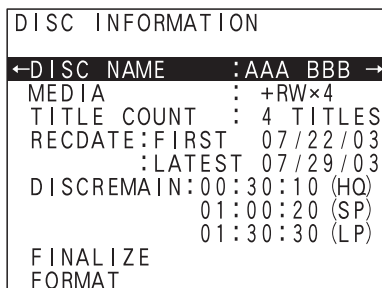 DISC INFORMATION
←DISC NAME :AAA BBB →
MEDIA : +RW×4
TITLE COUNT : 4 TITLES
RECDATE:FIRST 07/22/03
:LATEST 07/29/03
DISCREMAIN:00:30:10 (HQ)
01:00:20 (SP)
01:30:30 (LP)
FINALIZE
FORMAT